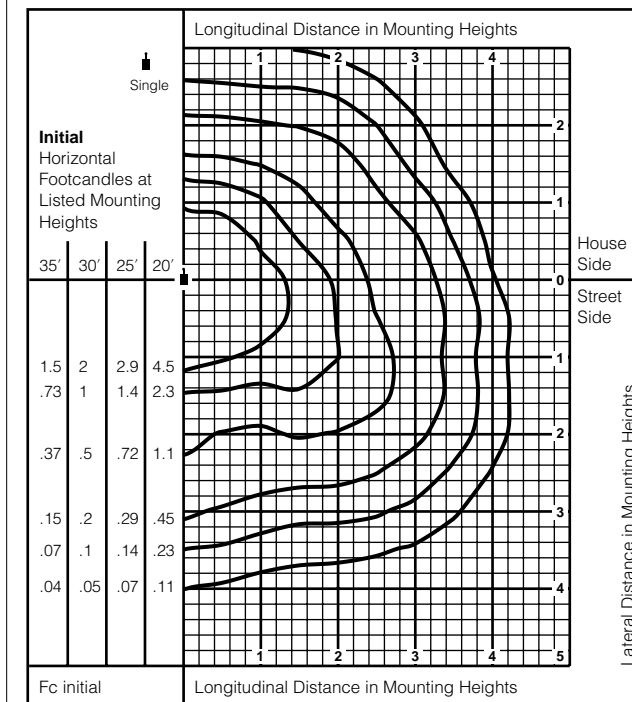 Longitudinal Distance in Mounting Heights
1 2 3 4
Single
2
Initial
Horizontal
Footcandles at
Listed Mounting
Heights
1
House
Side
35′ 30′ 25′ 20′
0
Street
Side
1.5 2 2.9 4.5
1
.73 1 1.4 2.3
2
.37 .5 .72 1.1
.15 .2 .29 .45
3
.07 .1 .14 .23
.04 .05 .07 .11
4
Lateral Distance in Mounting Heights
1 2 3 4 5
Fc initial
Longitudinal Distance in Mounting Heights